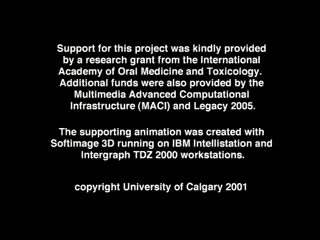 Support for this project was kindly provided
by a research grant from the International
Academy of Oral Medicine and Toxicology.
Additional funds were also provided by the
Multimedia Advanced Computational
Infrastructure (MACI) and Legacy 2005.
The supporting animation was created with
Softimage 3D running on IBM Intellistation and
Intergraph TDZ 2000 workstations.
copyright University of Calgary 2001